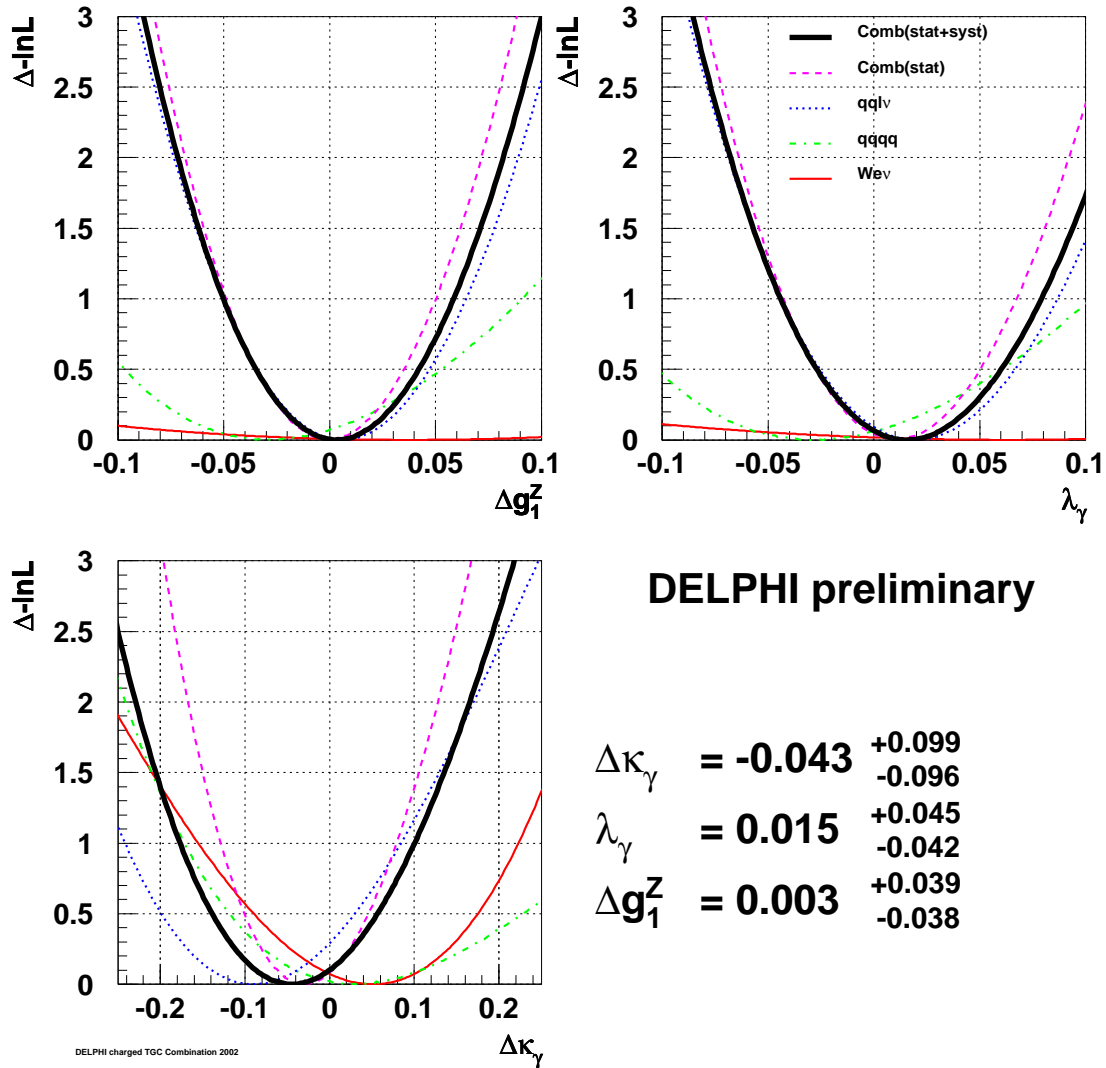 Δ-lnL
3
2.5
2
1.5
1
0.5
0
-0.1 -0.05 0 0.05 0.1
Δg₁ᶻ
Δ-lnL
3
2.5
2
1.5
1
0.5
0
-0.1 -0.05 0 0.05 0.1
λγ
Comb(stat+syst)
Comb(stat)
qqlν
qqqq
Weν
Δ-lnL
3
2.5
2
1.5
1
0.5
0
-0.2 -0.1 0 0.1 0.2
Δκγ
DELPHI charged TGC Combination 2002
DELPHI preliminary
Δκγ = -0.043 +0.099 -0.096
λγ = 0.015 +0.045 -0.042
Δg₁ᶻ = 0.003 +0.039 -0.038